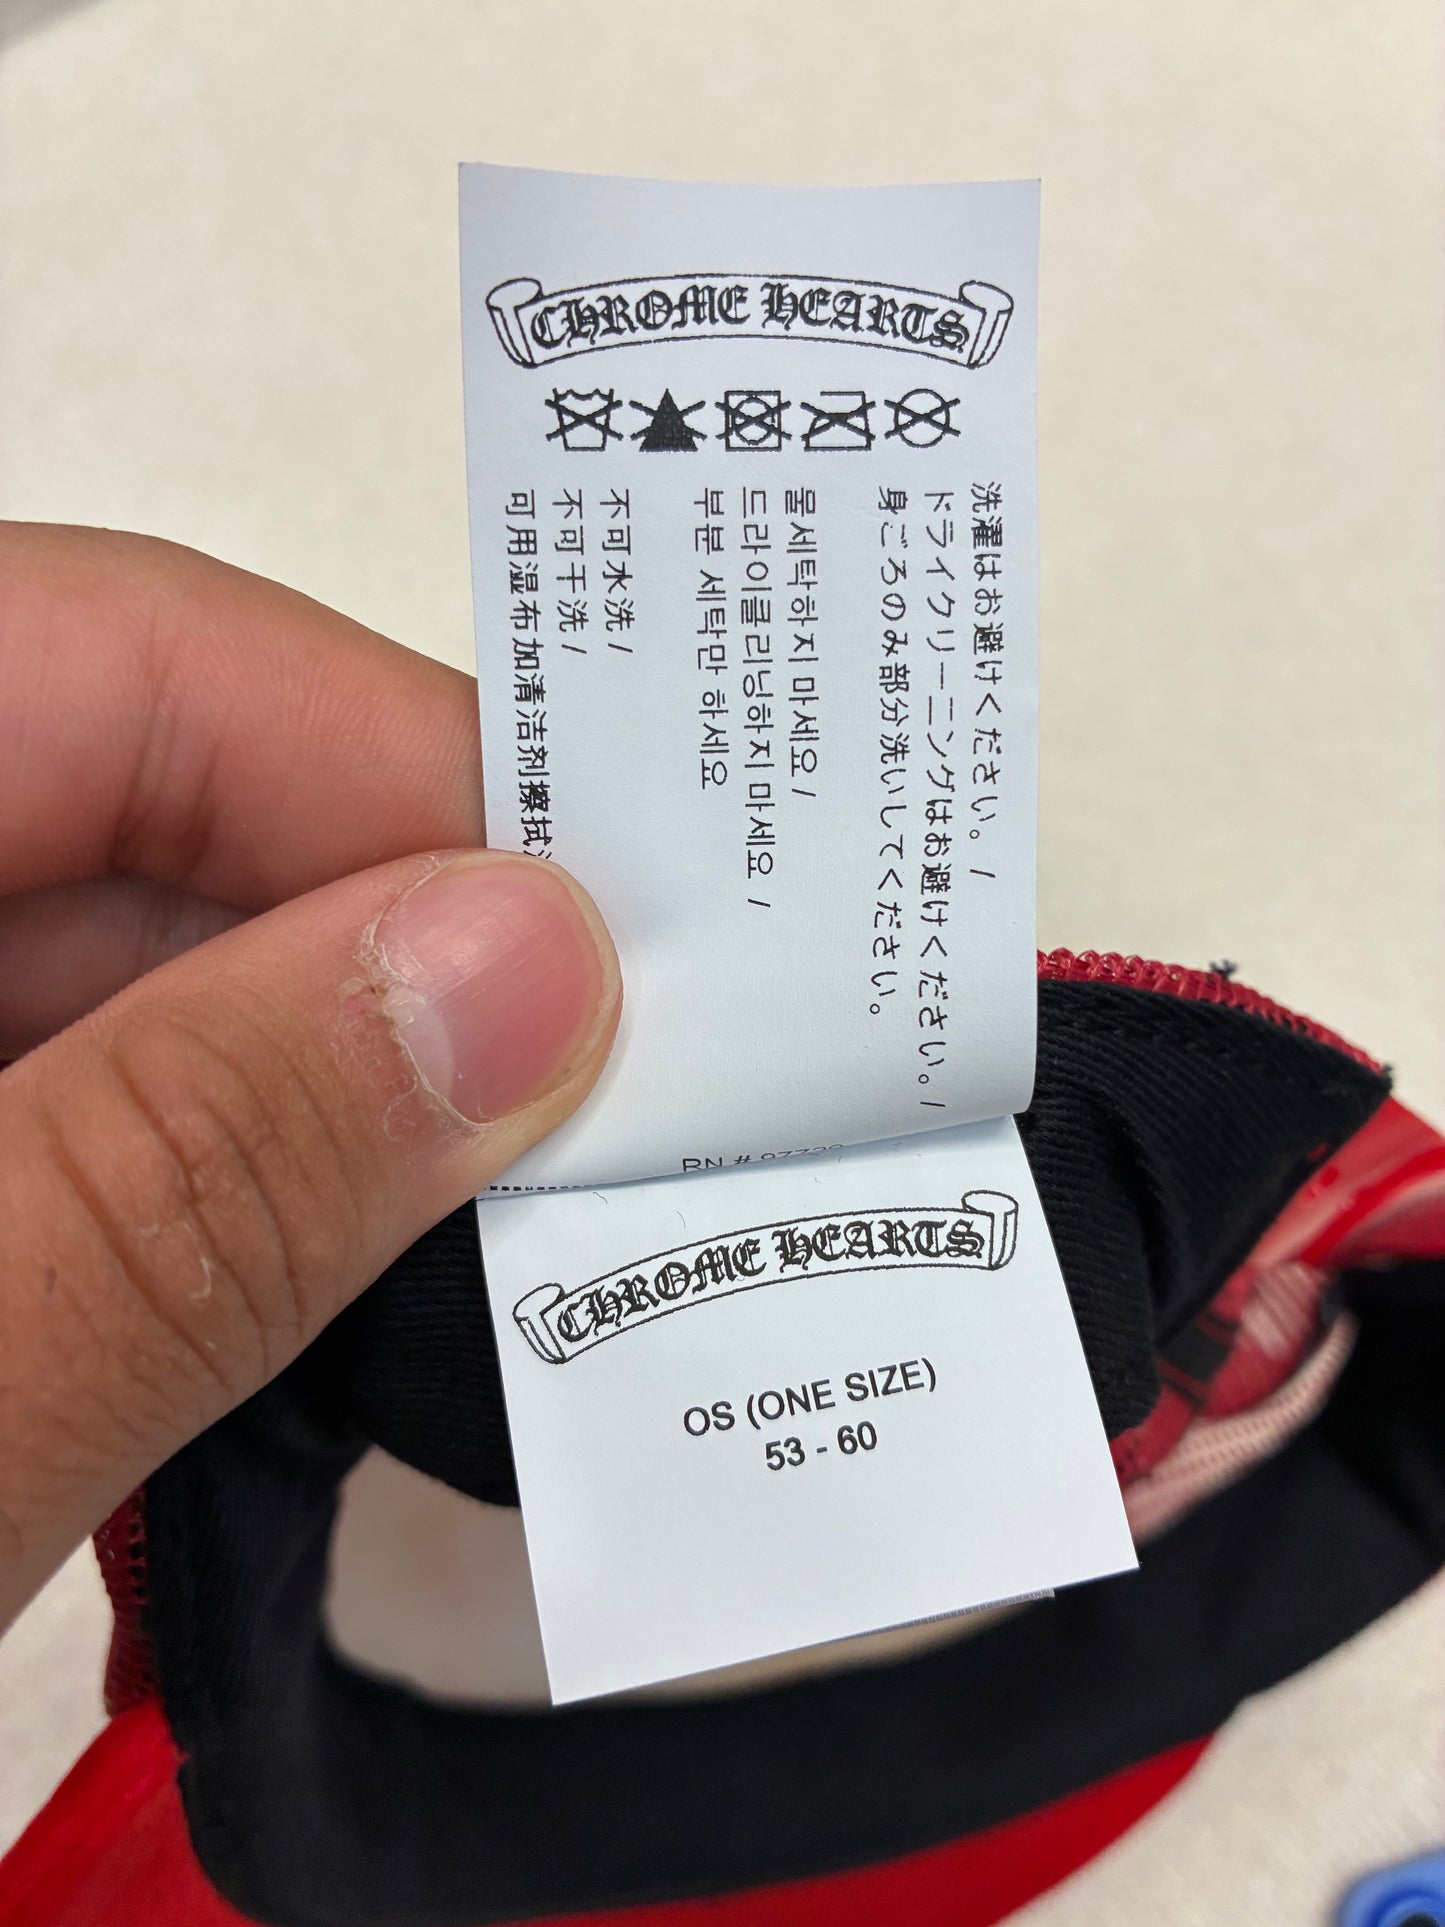 CHROME HEARTS
洗濯はお避けください。/
ドライクリーニングはお避けください。/
身ごろのみ部分洗いしてください。
물세탁하지 마세요 /
드라이클리닝하지 마세요 /
부분 세탁만 하세요
不可水洗 /
不可干洗 /
可用湿布加清洁剂擦拭
RN #
CHROME HEARTS
OS (ONE SIZE)
53 - 60